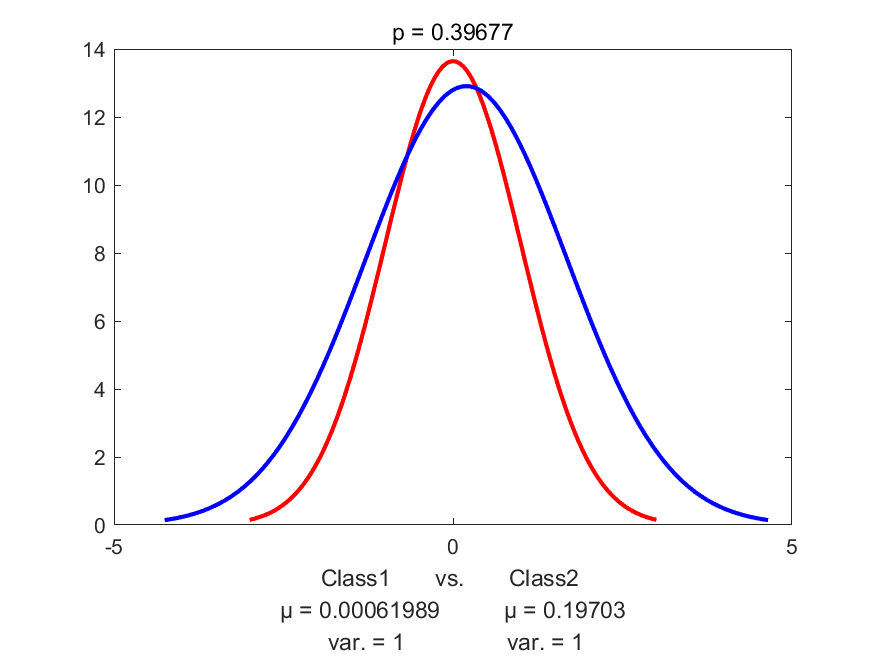 p = 0.39677
14
12
10
8
6
4
2
0
-5 0 5
Class1 vs. Class2
μ = 0.00061989 μ = 0.19703
var. = 1 var. = 1